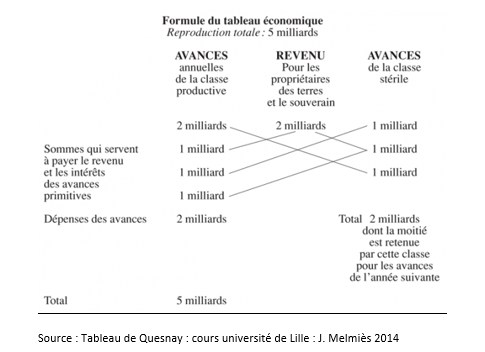 Formule du tableau économique
Reproduction totale : 5 milliards
AVANCES REVENU AVANCES
annuelles Pour les de la classe
de la classe propriétaires stérile
productive des terres
et le souverain
2 milliards 2 milliards 1 milliard
Sommes qui servent 1 milliard 1 milliard
à payer le revenu
et les intérêts 1 milliard 1 milliard
des avances
primitives 1 milliard
Dépenses des avances 2 milliards Total 2 milliards
dont la moitié
est retenue
par cette classe
pour les avances
de l'année suivante
Total 5 milliards
Source : Tableau de Quesnay : cours université de Lille : J. Melmiès 2014